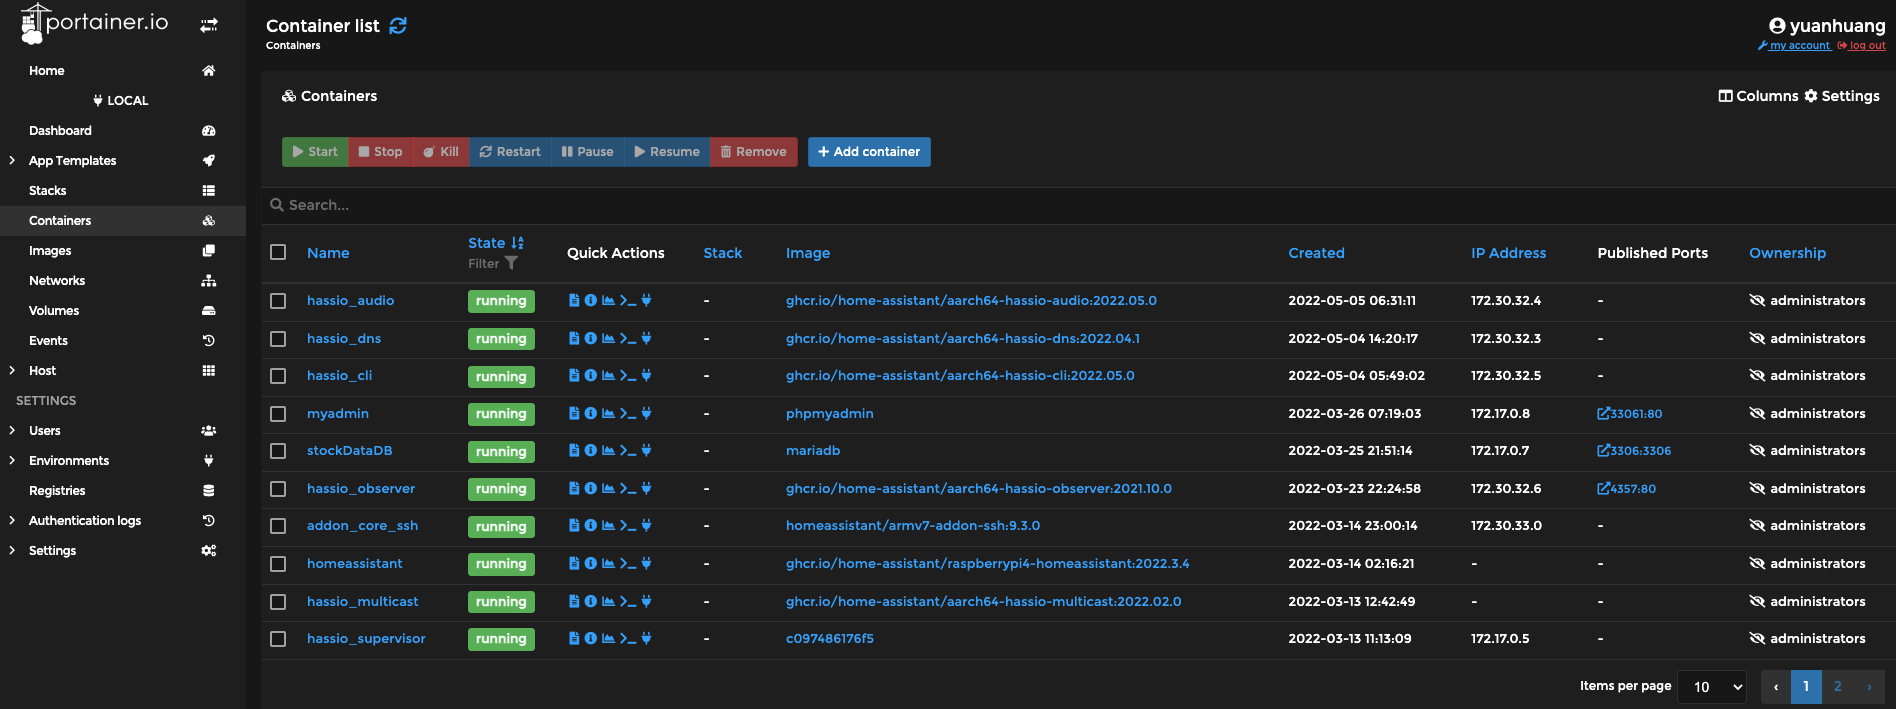 portainer.io
Home
LOCAL
Dashboard
App Templates
Stacks
Containers
Images
Networks
Volumes
Events
Host
SETTINGS
Users
Environments
Registries
Authentication logs
Settings
Container list
Containers
yuanhuang
my account log out
Containers
Columns Settings
Start Stop Kill Restart Pause Resume Remove + Add container
Search...
Name State Filter Quick Actions Stack Image Created IP Address Published Ports Ownership
hassio_audio running - ghcr.io/home-assistant/aarch64-hassio-audio:2022.05.0 2022-05-05 06:31:11 172.30.32.4 - administrators
hassio_dns running - ghcr.io/home-assistant/aarch64-hassio-dns:2022.04.1 2022-05-04 14:20:17 172.30.32.3 - administrators
hassio_cli running - ghcr.io/home-assistant/aarch64-hassio-cli:2022.05.0 2022-05-04 05:49:02 172.30.32.5 - administrators
myadmin running - phpmyadmin 2022-03-26 07:19:03 172.17.0.8 33061:80 administrators
stockDataDB running - mariadb 2022-03-25 21:51:14 172.17.0.7 3306:3306 administrators
hassio_observer running - ghcr.io/home-assistant/aarch64-hassio-observer:2021.10.0 2022-03-23 22:24:58 172.30.32.6 4357:80 administrators
addon_core_ssh running - homeassistant/armv7-addon-ssh:9.3.0 2022-03-14 23:00:14 172.30.33.0 - administrators
homeassistant running - ghcr.io/home-assistant/raspberrypi4-homeassistant:2022.3.4 2022-03-14 02:16:21 - - administrators
hassio_multicast running - ghcr.io/home-assistant/aarch64-hassio-multicast:2022.02.0 2022-03-13 12:42:49 - - administrators
hassio_supervisor running - c097486176f5 2022-03-13 11:13:09 172.17.0.5 - administrators
Items per page 10 ‹ 1 2 ›